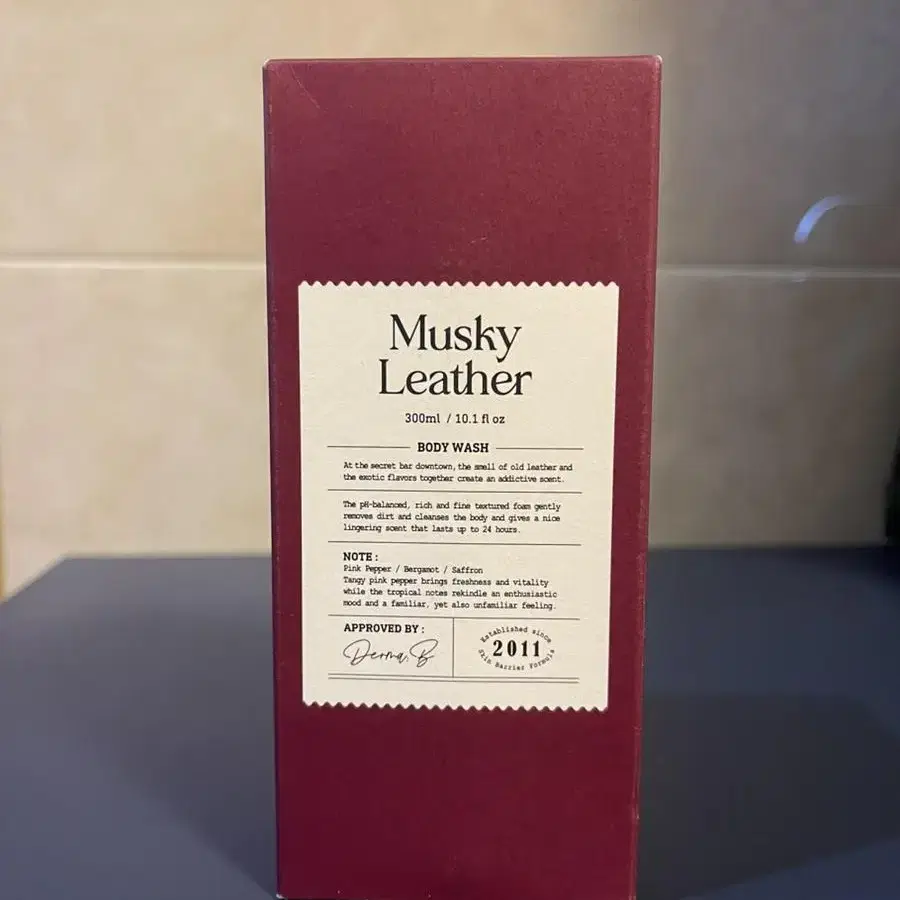 Musky
Leather
300ml / 10.1 fl oz
BODY WASH
At the secret bar downtown, the smell of old leather and
the exotic flavors together create an addictive scent.
The pH-balanced, rich and fine textured foam gently
removes dirt and cleanses the body and gives a nice
lingering scent that lasts up to 24 hours.
NOTE :
Pink Pepper / Bergamot / Saffron
Tangy pink pepper brings freshness and vitality
while the tropical notes rekindle an enthusiastic
mood and a familiar, yet also unfamiliar feeling.
APPROVED BY :
Derma:B
Established since
2011
Skin Barrier Formula